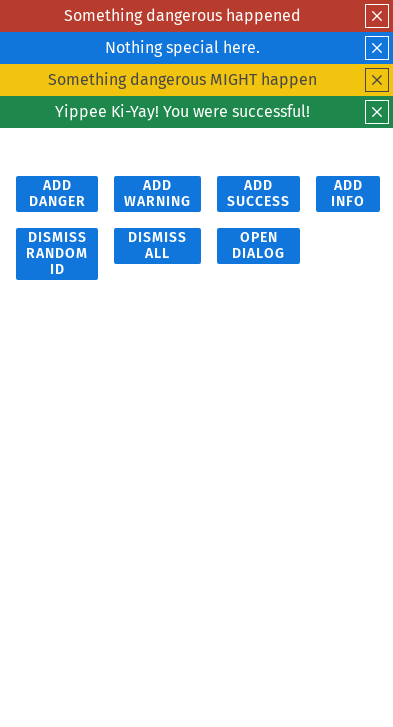 Something dangerous happened
Nothing special here.
Something dangerous MIGHT happen
Yippee Ki-Yay! You were successful!
ADD
DANGER
ADD
WARNING
ADD
SUCCESS
ADD
INFO
DISMISS
RANDOM
ID
DISMISS
ALL
OPEN
DIALOG